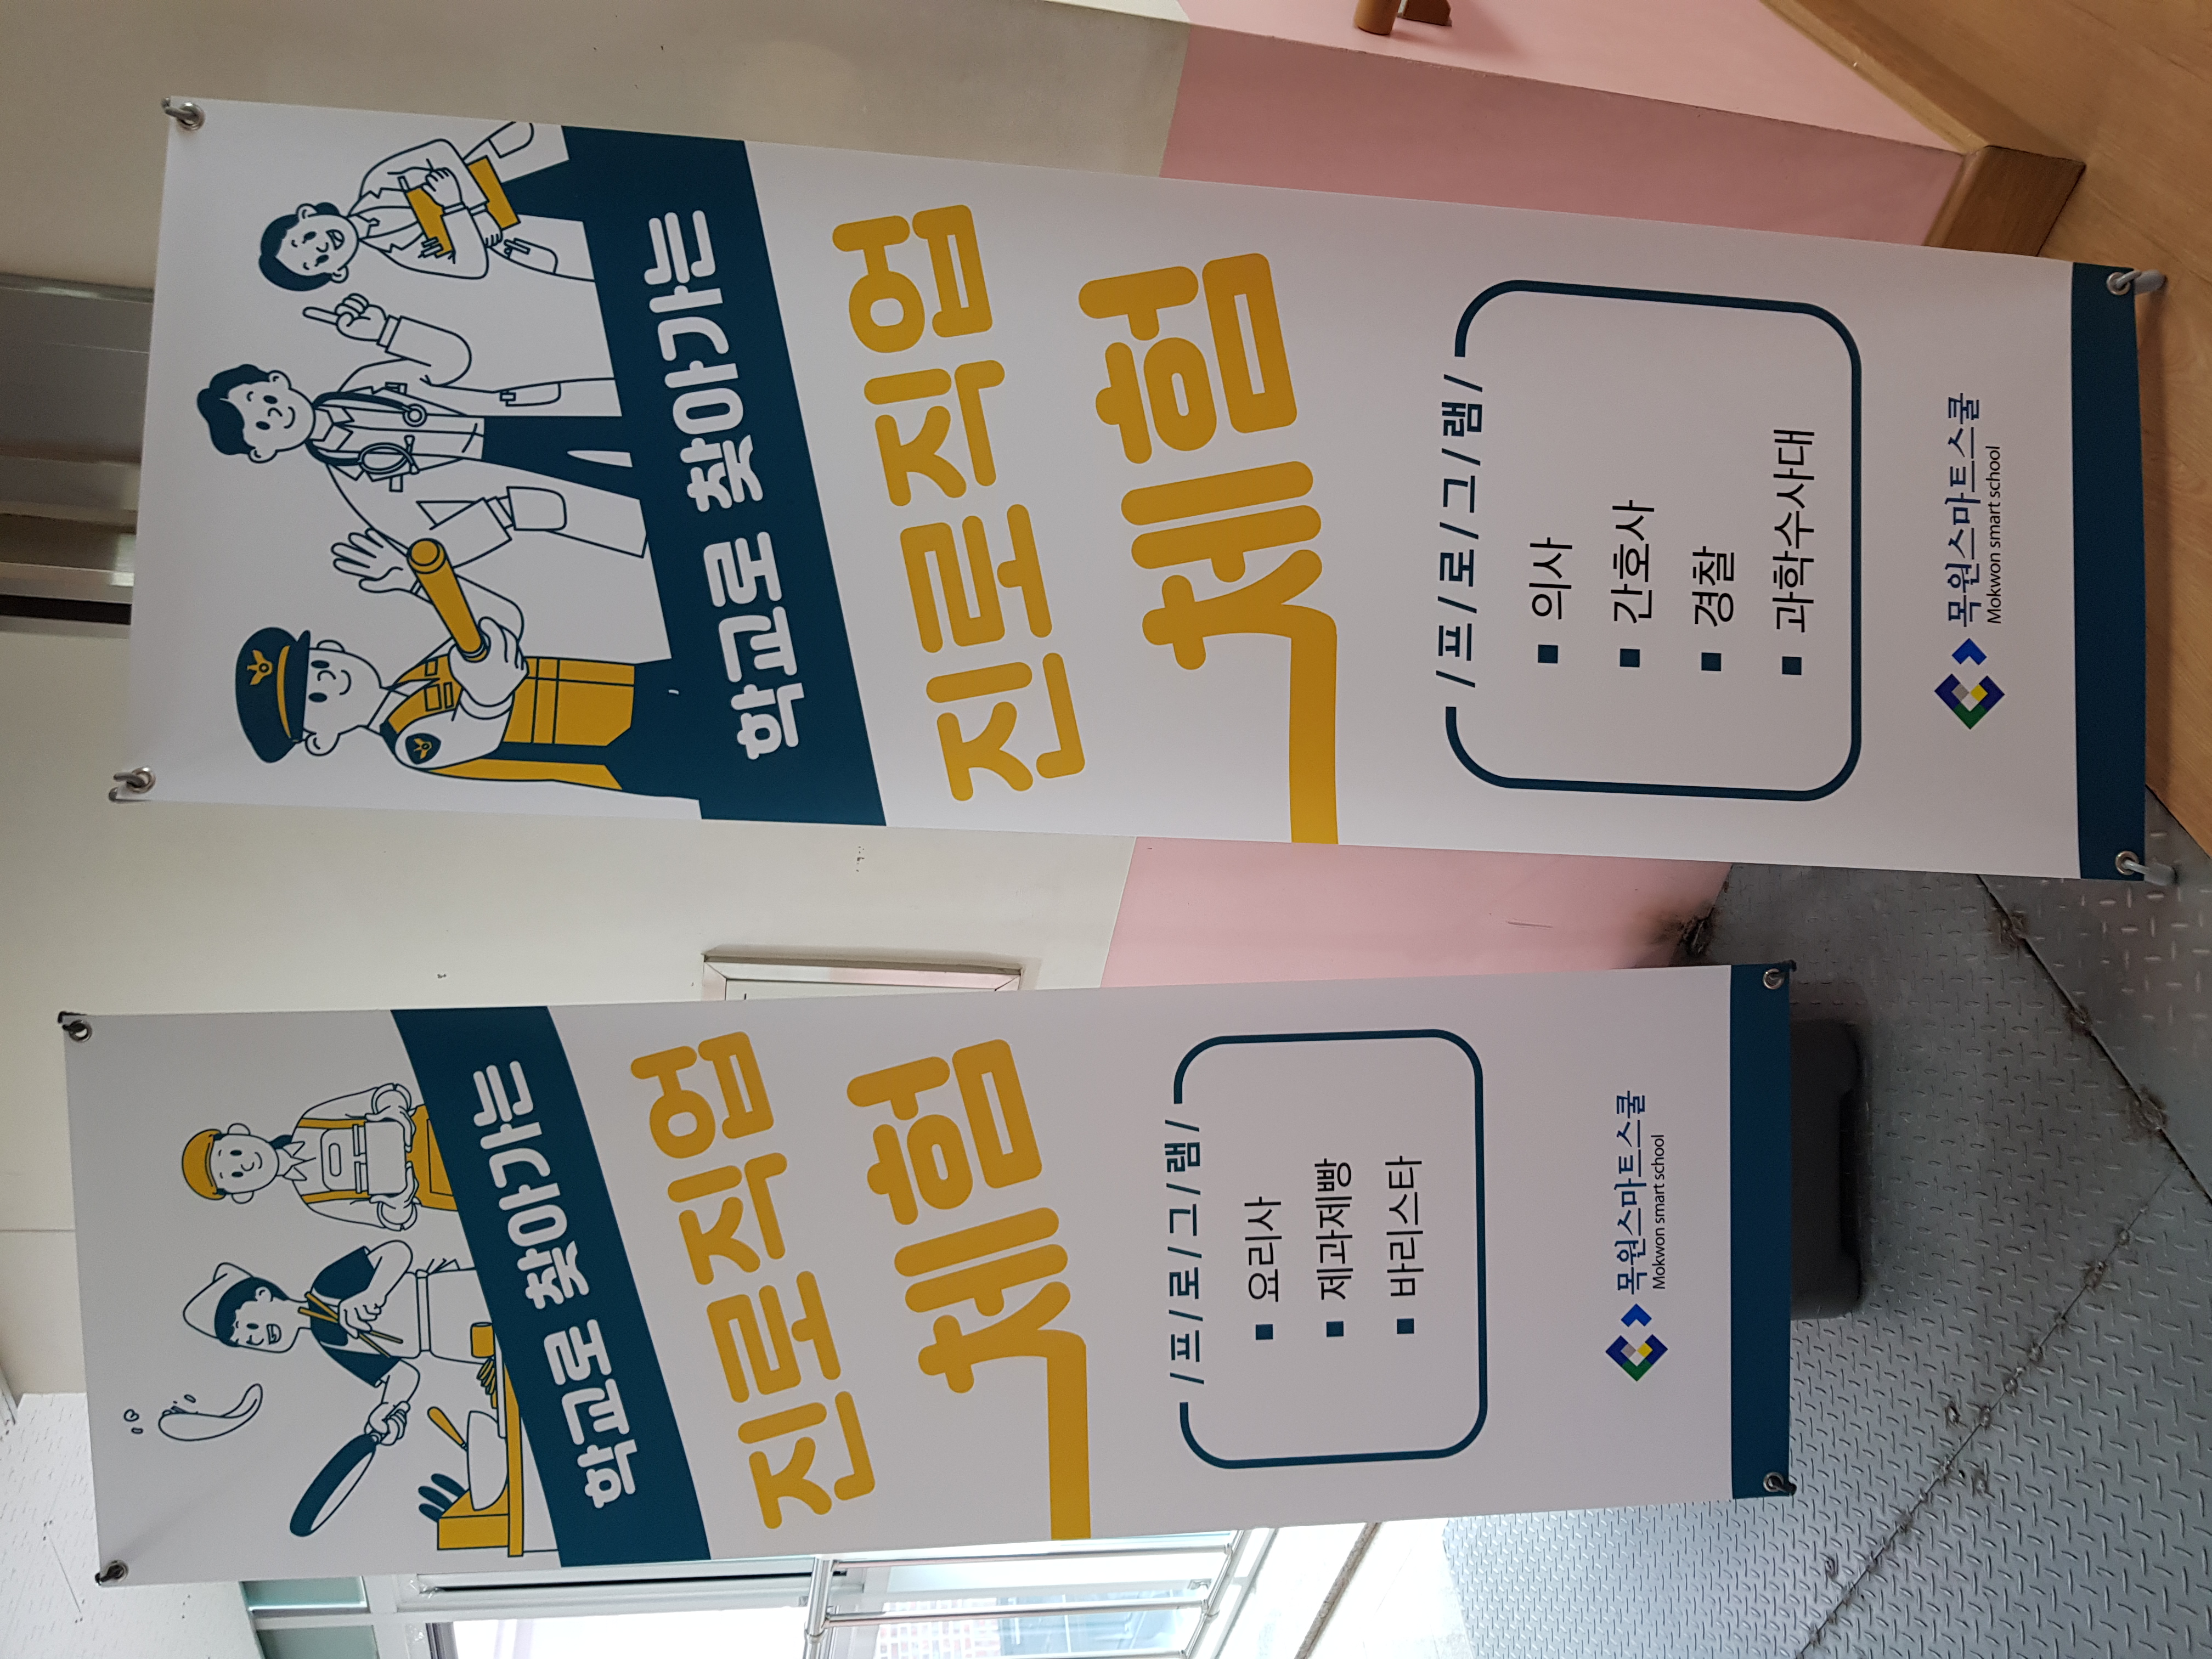 학교로 찾아가는
진로직업
체험
/프/로/그/램/
▪ 요리사
▪ 제과제빵
▪ 바리스타
목원스마트스쿨
Mokwon smart school
학교로 찾아가는
진로직업
체험
/프/로/그/램/
▪ 의사
▪ 간호사
▪ 경찰
▪ 과학수사대
목원스마트스쿨
Mokwon smart school